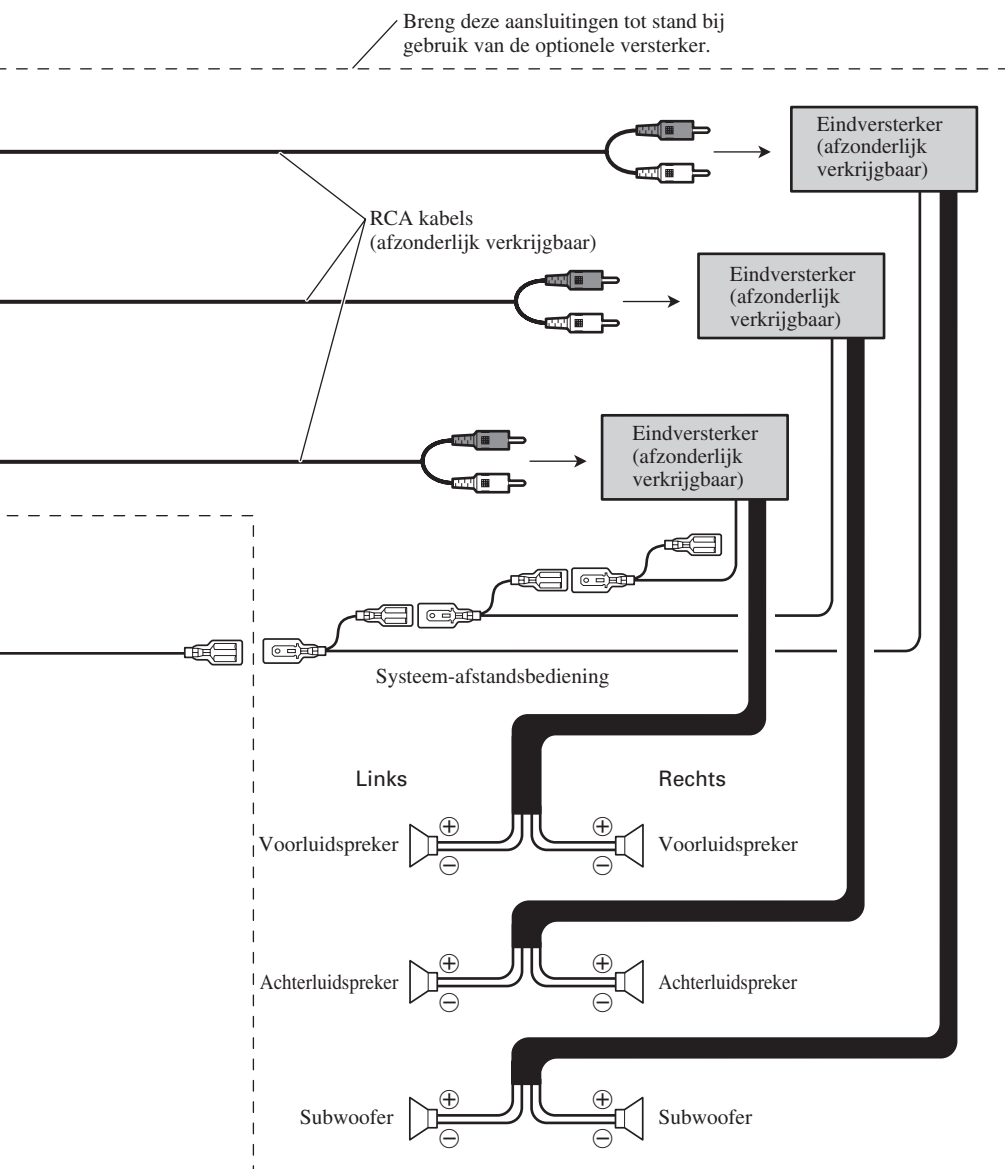 Breng deze aansluitingen tot stand bij
gebruik van de optionele versterker.
Eindversterker
(afzonderlijk
verkrijgbaar)
RCA kabels
(afzonderlijk verkrijgbaar)
Eindversterker
(afzonderlijk
verkrijgbaar)
Eindversterker
(afzonderlijk
verkrijgbaar)
Systeem-afstandsbediening
Links
Rechts
Voorluidspreker
⊕
⊖
⊕
⊖
Voorluidspreker
Achterluidspreker
⊕
⊖
⊕
⊖
Achterluidspreker
Subwoofer
⊕
⊖
⊕
⊖
Subwoofer